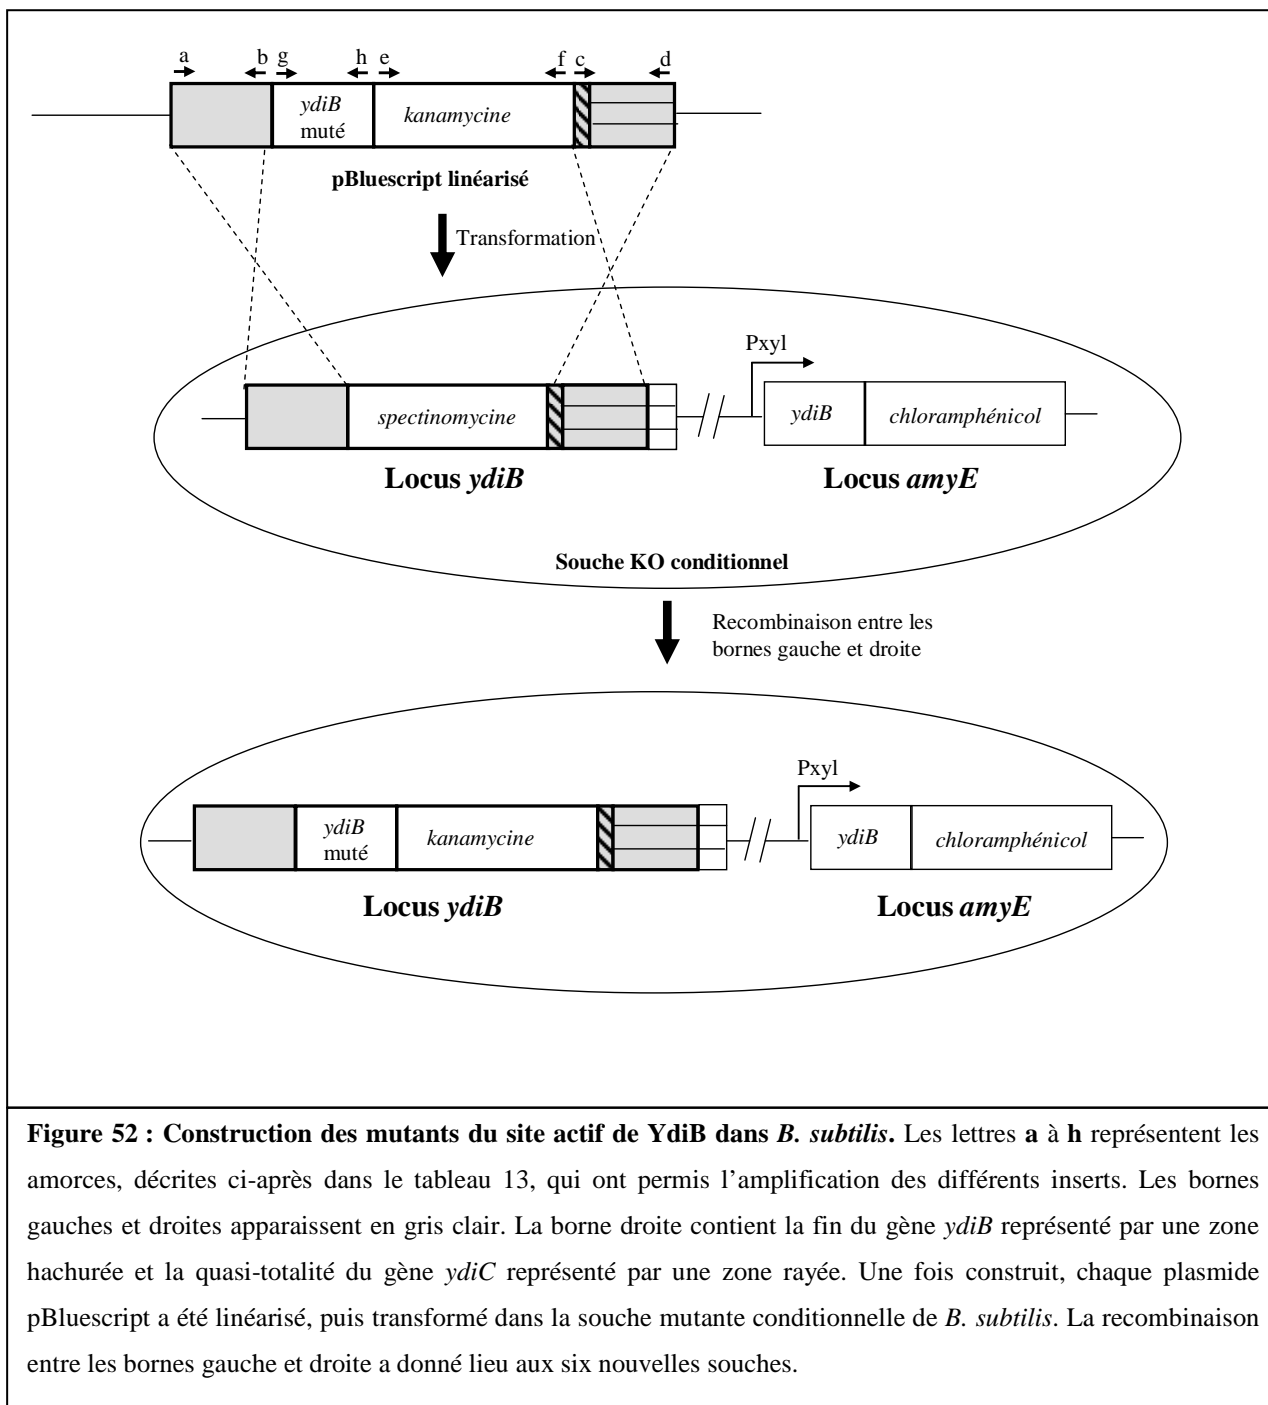 a b g h e f c d
ydiB
muté
kanamycine
pBluescript linéarisé
Transformation
Pxyl
spectinomycine
ydiB
chloramphénicol
Locus ydiB
Locus amyE
Souche KO conditionnel
Recombinaison entre les
bornes gauche et droite
Pxyl
ydiB
muté
kanamycine
ydiB
chloramphénicol
Locus ydiB
Locus amyE
Figure 52 : Construction des mutants du site actif de YdiB dans B. subtilis. Les lettres a à h représentent les
amorces, décrites ci-après dans le tableau 13, qui ont permis l’amplification des différents inserts. Les bornes
gauches et droites apparaissent en gris clair. La borne droite contient la fin du gène ydiB représenté par une zone
hachurée et la quasi-totalité du gène ydiC représenté par une zone rayée. Une fois construit, chaque plasmide
pBluescript a été linéarisé, puis transformé dans la souche mutante conditionnelle de B. subtilis. La recombinaison
entre les bornes gauche et droite a donné lieu aux six nouvelles souches.